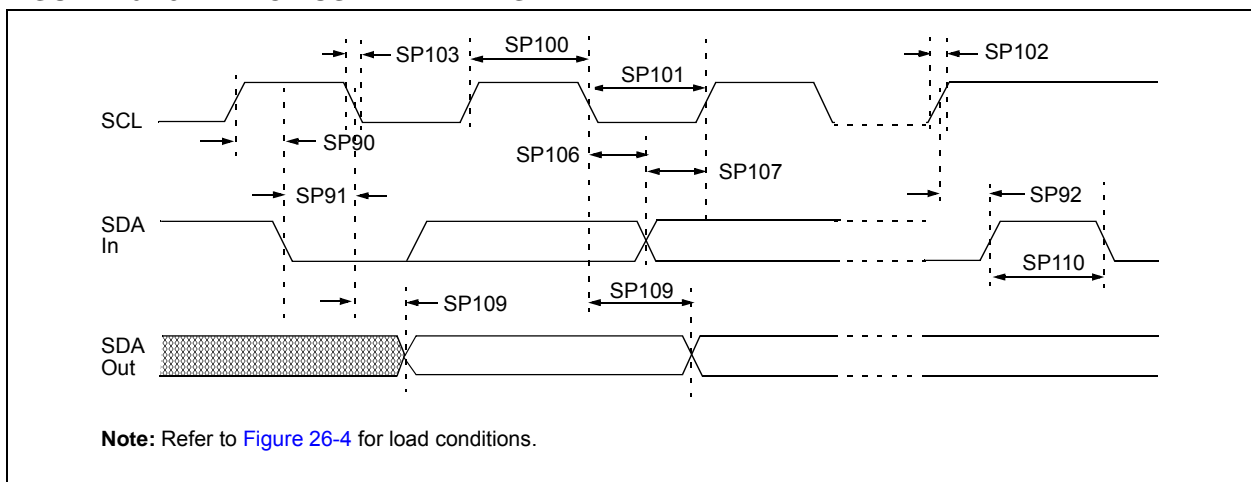 SP103
SP100
SP101
SP102
SCL
SP90
SP106
SP107
SP91
SP92
SDA
In
SP110
SP109
SP109
SDA
Out
Note: Refer to Figure 26-4 for load conditions.